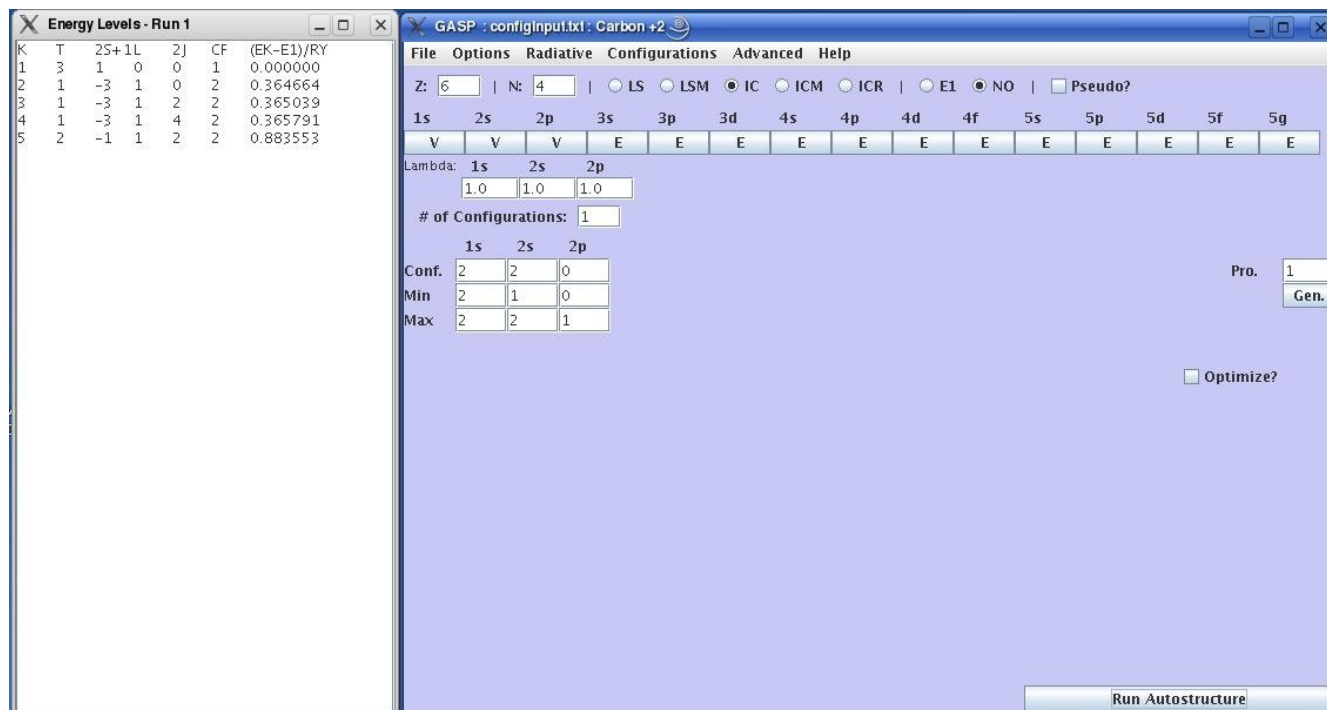 Energy Levels - Run 1
K T 2S+1L 2J CF (EK-E1)/RY
1 3 1 0 0 1 0.000000
2 1 -3 1 0 2 0.364664
3 1 -3 1 2 2 0.365039
4 1 -3 1 4 2 0.365791
5 2 -1 1 2 2 0.883553
GASP : configInput.txt : Carbon +2
File Options Radiative Configurations Advanced Help
Z: 6 | N: 4 | LS LSM IC ICM ICR | E1 NO | Pseudo?
1s 2s 2p 3s 3p 3d 4s 4p 4d 4f 5s 5p 5d 5f 5g
V V V E E E E E E E E E E E E
Lambda: 1s 2s 2p
1.0 1.0 1.0
# of Configurations: 1
1s 2s 2p
Conf. 2 2 0 Pro. 1
Min 2 1 0 Gen.
Max 2 2 1
Optimize?
Run Autostructure